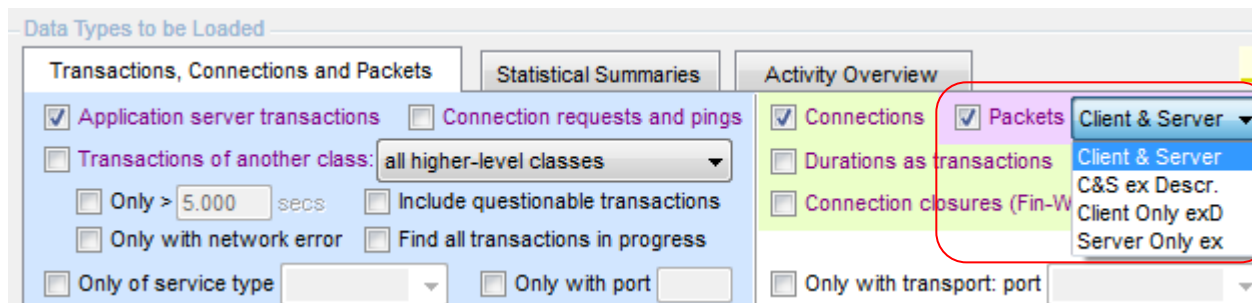 Data Types to be Loaded
Transactions, Connections and Packets Statistical Summaries Activity Overview
Application server transactions Connection requests and pings Connections Packets Client & Server
Transactions of another class: all higher-level classes Durations as transactions Client & Server
C&S ex Descr.
Only > 5.000 secs Include questionable transactions Connection closures (Fin-W Client Only exD
Only with network error Find all transactions in progress Server Only ex
Only of service type Only with port Only with transport: port